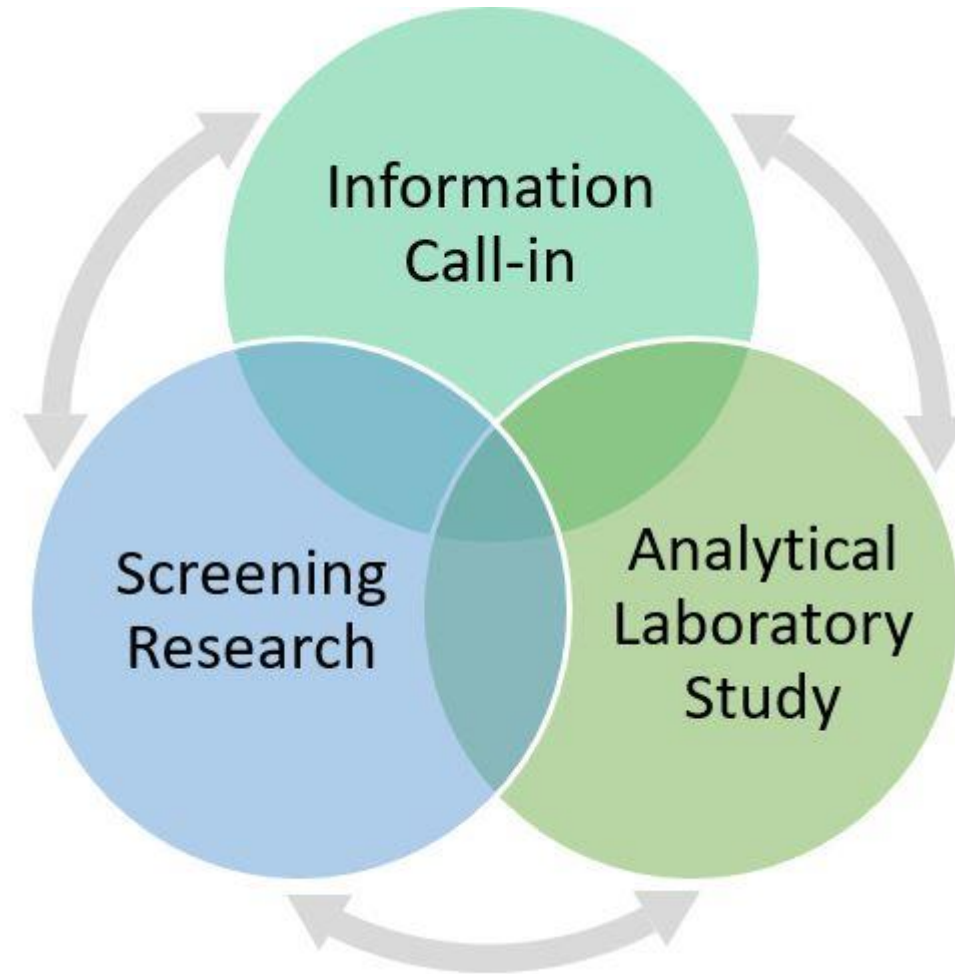 Information
Call-in
Screening
Research
Analytical
Laboratory
Study